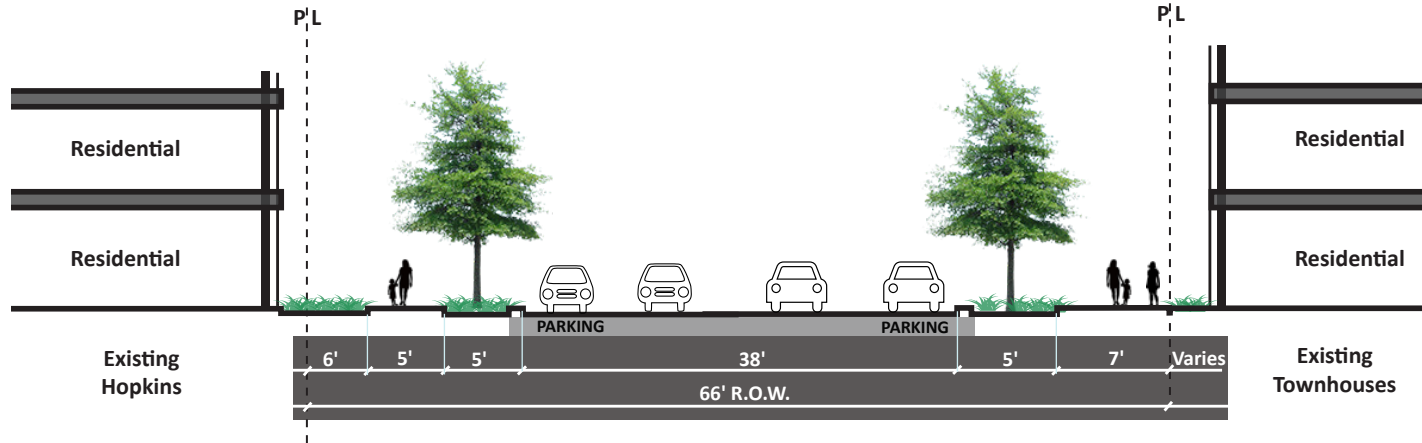 P L
P L
Residential
Residential
Residential
Residential
PARKING
PARKING
Existing
Hopkins
6'
5'
5'
38'
5'
7'
Varies
66' R.O.W.
Existing
Townhouses